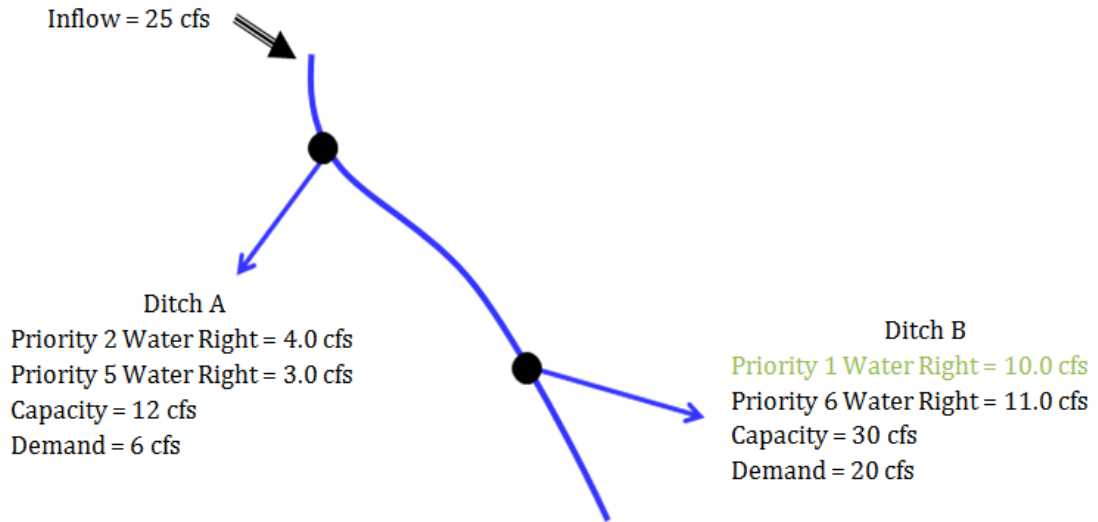 Inflow = 25 cfs
Ditch A
Priority 2 Water Right = 4.0 cfs
Priority 5 Water Right = 3.0 cfs
Capacity = 12 cfs
Demand = 6 cfs
Ditch B
Priority 1 Water Right = 10.0 cfs
Priority 6 Water Right = 11.0 cfs
Capacity = 30 cfs
Demand = 20 cfs